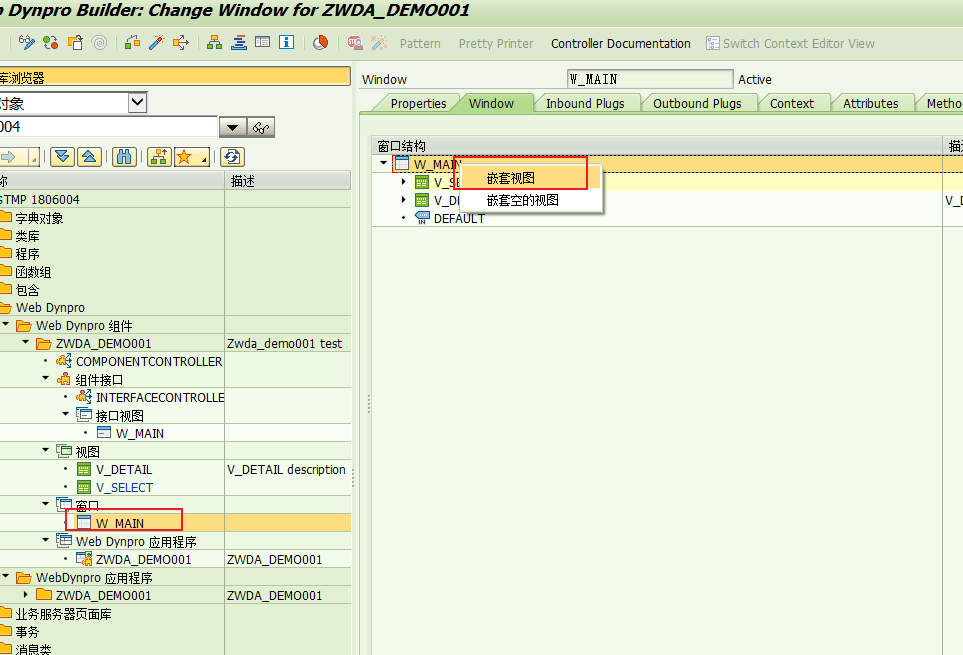 Dynpro Builder: Change Window for ZWDA_DEMO001
Pattern Pretty Printer Controller Documentation Switch Context Editor View
库浏览器
对象
004
描述
$TMP 1806004
字典对象
类库
程序
函数组
包含
Web Dynpro
Web Dynpro 组件
ZWDA_DEMO001 Zwda_demo001 test
COMPONENTCONTROLLER
组件接口
INTERFACECONTROLLE
接口视图
W_MAIN
视图
V_DETAIL V_DETAIL description
V_SELECT
窗口
W_MAIN
Web Dynpro 应用程序
ZWDA_DEMO001 ZWDA_DEMO001
WebDynpro 应用程序
ZWDA_DEMO001 ZWDA_DEMO001
业务服务器页面库
事务
消息类
Window W_MAIN Active
Properties Window Inbound Plugs Outbound Plugs Context Attributes Metho
窗口结构
W_MAIN
嵌套视图
嵌套空的视图
DEFAULT